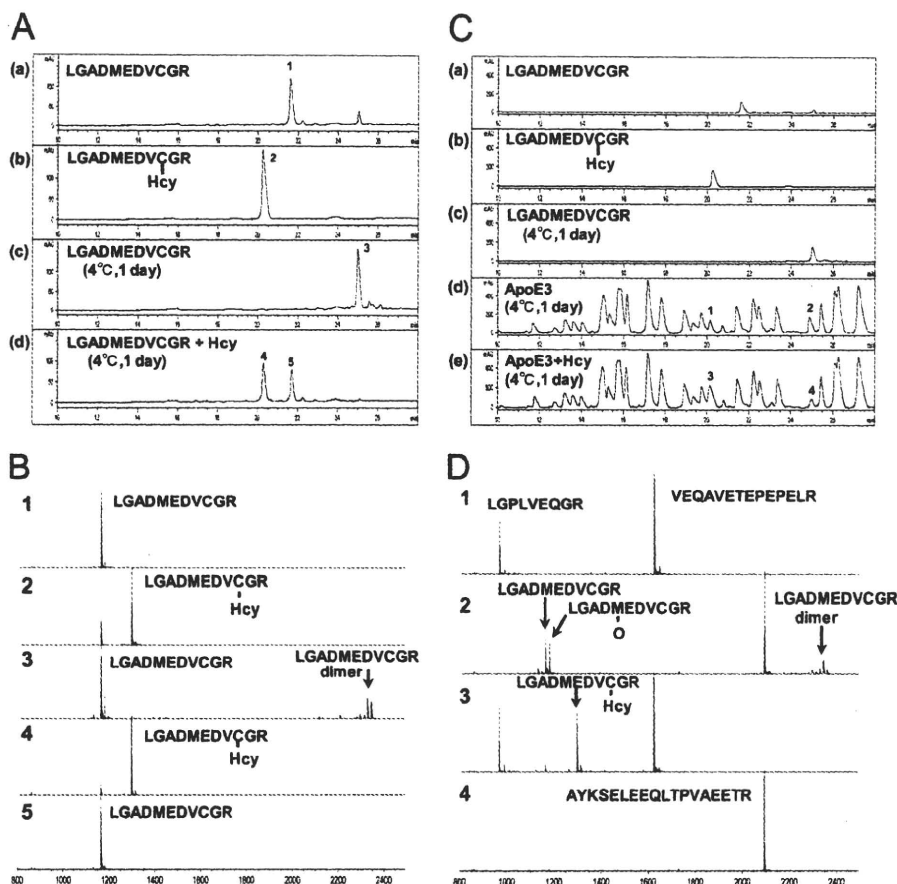 A
(a) LGADMEDVCGR
1
(b) LGADMEDVCGR
Hcy
2
(c) LGADMEDVCGR
(4°C, 1 day)
3
(d) LGADMEDVCGR + Hcy
(4°C, 1 day)
4
5
B
1
LGADMEDVCGR
2
LGADMEDVCGR
Hcy
3
LGADMEDVCGR
LGADMEDVCGR
dimer
4
LGADMEDVCGR
Hcy
5
LGADMEDVCGR
800 1000 1200 1400 1600 1800 2000 2200 2400
C
(a) LGADMEDVCGR
(b) LGADMEDVCGR
Hcy
(c) LGADMEDVCGR
(4°C, 1 day)
(d) ApoE3
(4°C, 1 day)
1
2
(e) ApoE3+Hcy
(4°C, 1 day)
3
4
D
1
LGPLVEQGR
VEQAVETEPEPELR
2
LGADMEDVCGR
LGADMEDVCGR
O
LGADMEDVCGR
dimer
3
LGADMEDVCGR
Hcy
4
AYKSELEEQLTPVAEETR
800 1000 1200 1400 1600 1800 2000 2200 2400